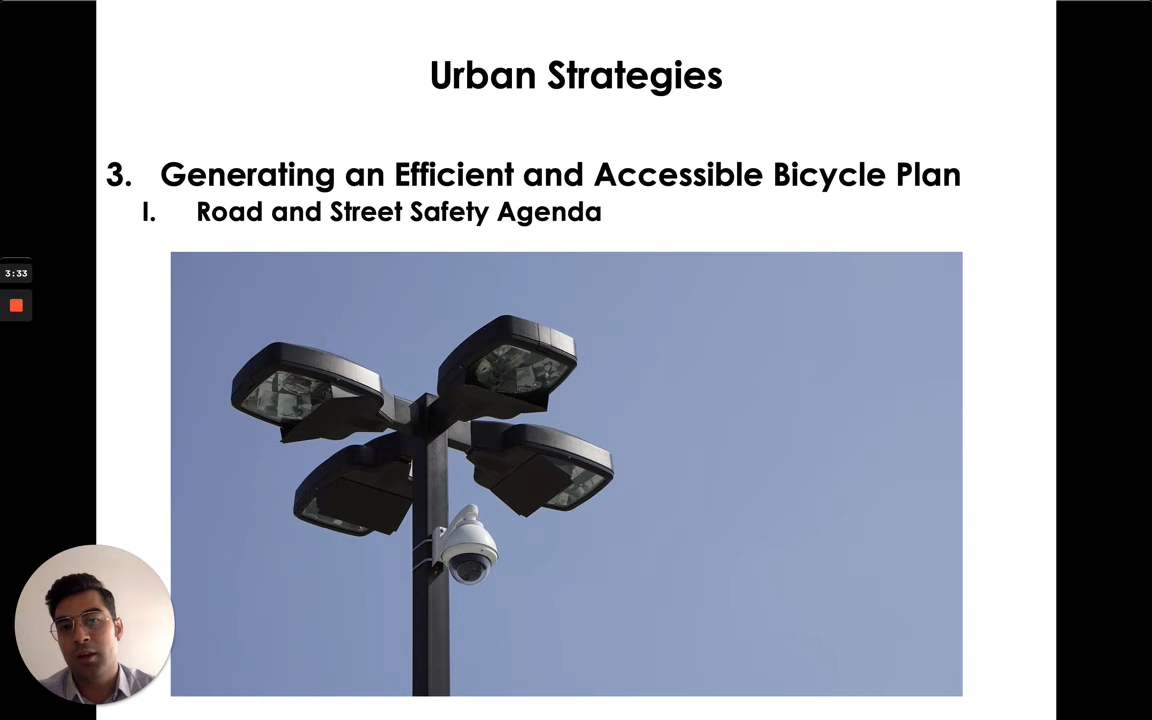 Urban Strategies
3. Generating an Efficient and Accessible Bicycle Plan
I. Road and Street Safety Agenda
3:33